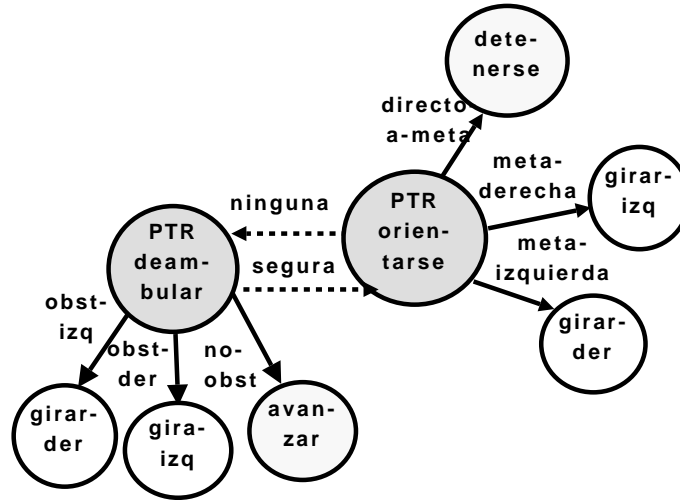 dete-
nerse
directo
a-meta
meta-
derecha
girar-
izq
PTR
orien-
tarse
ninguna
meta-
izquierda
PTR
deam-
bular
segura
girar-
der
obst-
izq
obst-
der
no-
obst
girar-
der
gira-
izq
avan-
zar